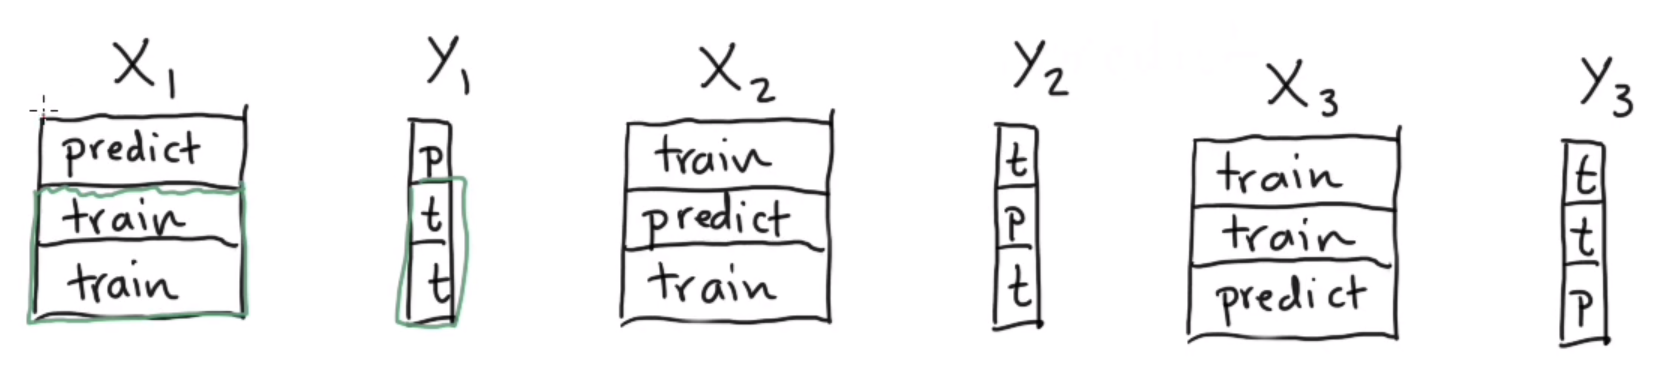 X₁ Y₁ X₂ Y₂ X₃ Y₃
predict p train t train t
train t predict p train t
train t train t predict p